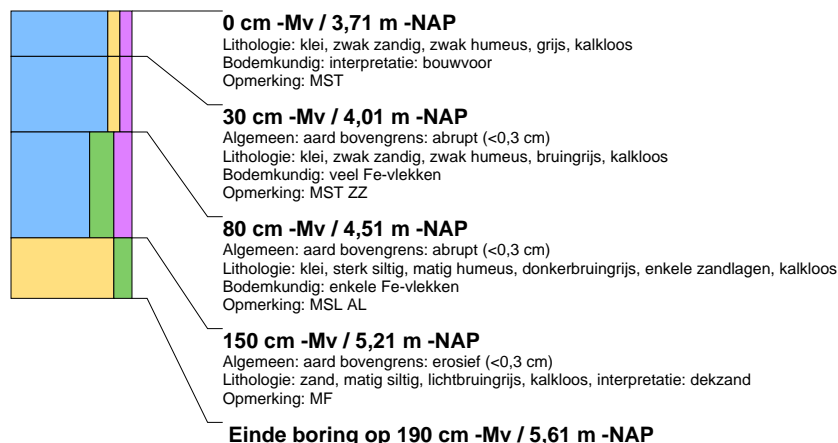 0 cm -Mv / 3,71 m -NAP
Lithologie: klei, zwak zandig, zwak humeus, grijs, kalkloos
Bodemkundig: interpretatie: bouwvoor
Opmerking: MST
30 cm -Mv / 4,01 m -NAP
Algemeen: aard bovengrens: abrupt (<0,3 cm)
Lithologie: klei, zwak zandig, zwak humeus, bruingrijs, kalkloos
Bodemkundig: veel Fe-vlekken
Opmerking: MST ZZ
80 cm -Mv / 4,51 m -NAP
Algemeen: aard bovengrens: abrupt (<0,3 cm)
Lithologie: klei, sterk siltig, matig humeus, donkerbruingrijs, enkele zandlagen, kalkloos
Bodemkundig: enkele Fe-vlekken
Opmerking: MSL AL
150 cm -Mv / 5,21 m -NAP
Algemeen: aard bovengrens: erosief (<0,3 cm)
Lithologie: zand, matig siltig, lichtbruingrijs, kalkloos, interpretatie: dekzand
Opmerking: MF
Einde boring op 190 cm -Mv / 5,61 m -NAP